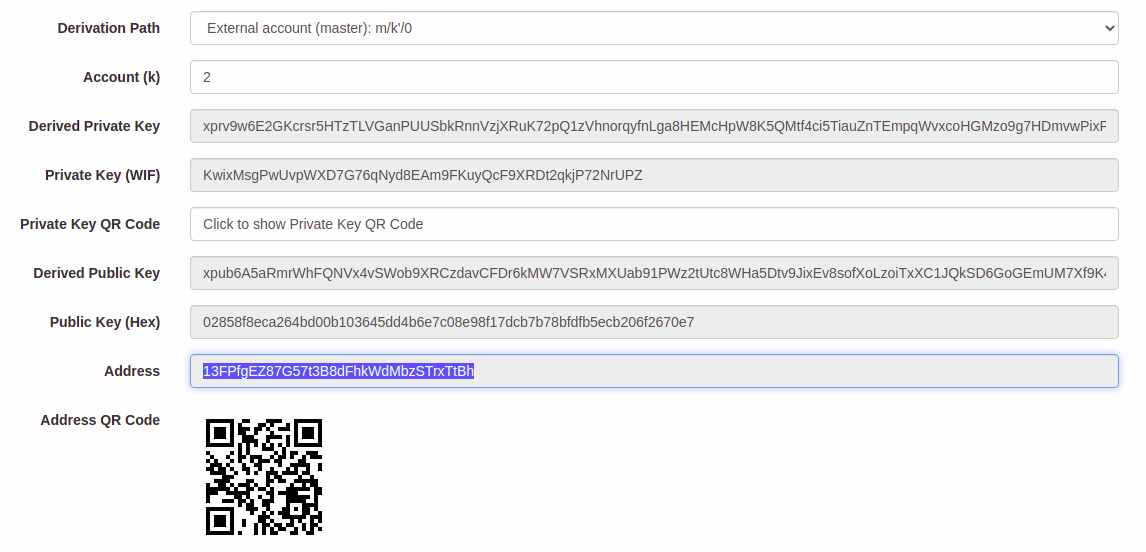 Derivation Path External account (master): m/k'/0
Account (k) 2
Derived Private Key xprv9w6E2GKcrsr5HTzTLVGanPUUSbkRnnVzjXRuK72pQ1zVhnorqyfnLga8HEMcHpW8K5QMtf4ci5TiauZnTEmpqWvxcoHGMzo9g7HDmvwPixF
Private Key (WIF) KwixMsgPwUvpWXD7G76qNyd8EAm9FKuyQcF9XRDt2qkjP72NrUPZ
Private Key QR Code Click to show Private Key QR Code
Derived Public Key xpub6A5aRmrWhFQNVx4vSWob9XRCzdavCFDr6kMW7VSRxMXUab91PWz2tUtc8WHa5Dtv9JixEv8sofXoLzoiTxXC1JQkSD6GoGEmUM7Xf9K
Public Key (Hex) 02858f8eca264bd00b103645dd4b6e7c08e98f17dcb7b78bfdfb5ecb206f2670e7
Address 13FPfgEZ87G57t3B8dFhkWdMbzSTrxTtBh
Address QR Code